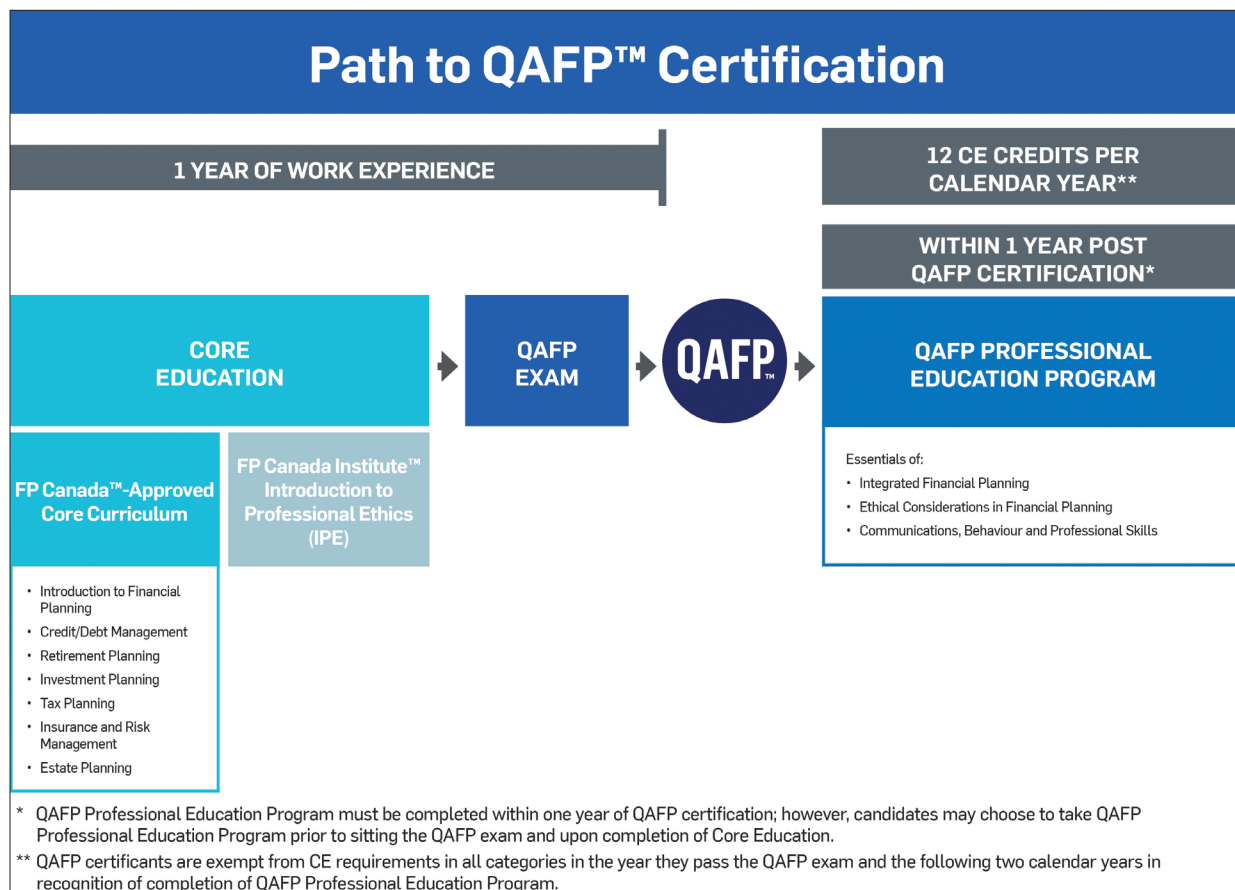 Path to QAFP™ Certification
1 YEAR OF WORK EXPERIENCE
12 CE CREDITS PER
CALENDAR YEAR**
WITHIN 1 YEAR POST
QAFP CERTIFICATION*
CORE
EDUCATION
QAFP
EXAM
QAFP™
QAFP PROFESSIONAL
EDUCATION PROGRAM
FP Canada™-Approved
Core Curriculum
FP Canada Institute™
Introduction to
Professional Ethics
(IPE)
Essentials of:
• Integrated Financial Planning
• Ethical Considerations in Financial Planning
• Communications, Behaviour and Professional Skills
• Introduction to Financial
Planning
• Credit/Debt Management
• Retirement Planning
• Investment Planning
• Tax Planning
• Insurance and Risk
Management
• Estate Planning
* QAFP Professional Education Program must be completed within one year of QAFP certification; however, candidates may choose to take QAFP
Professional Education Program prior to sitting the QAFP exam and upon completion of Core Education.
** QAFP certificants are exempt from CE requirements in all categories in the year they pass the QAFP exam and the following two calendar years in
recognition of completion of QAFP Professional Education Program.